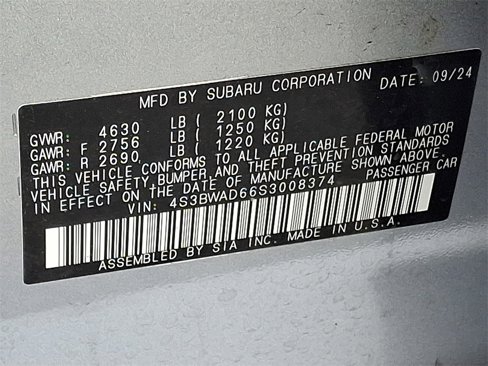 MFD BY SUBARU CORPORATION DATE: 09/24
GVWR: 4630 LB ( 2100 KG)
GAWR: F 2756 LB ( 1250 KG)
GAWR: R 2690 LB ( 1220 KG)
THIS VEHICLE CONFORMS TO ALL APPLICABLE FEDERAL MOTOR
VEHICLE SAFETY, BUMPER AND THEFT PREVENTION STANDARDS
IN EFFECT ON THE DATE OF MANUFACTURE SHOWN ABOVE.
VIN: 4S3BWAD66S3008374 PASSENGER CAR
ASSEMBLED BY SIA INC. MADE IN U.S.A.